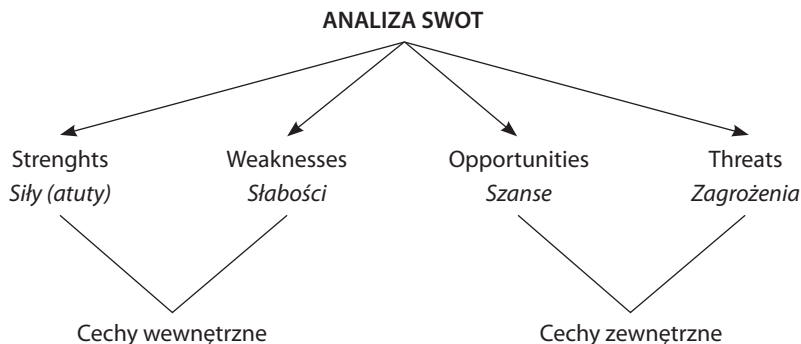 ANALIZA SWOT
Strenghts
Siły (atuty)
Weaknesses
Słabości
Opportunities
Szanse
Threats
Zagrożenia
Cechy wewnętrzne
Cechy zewnętrzne